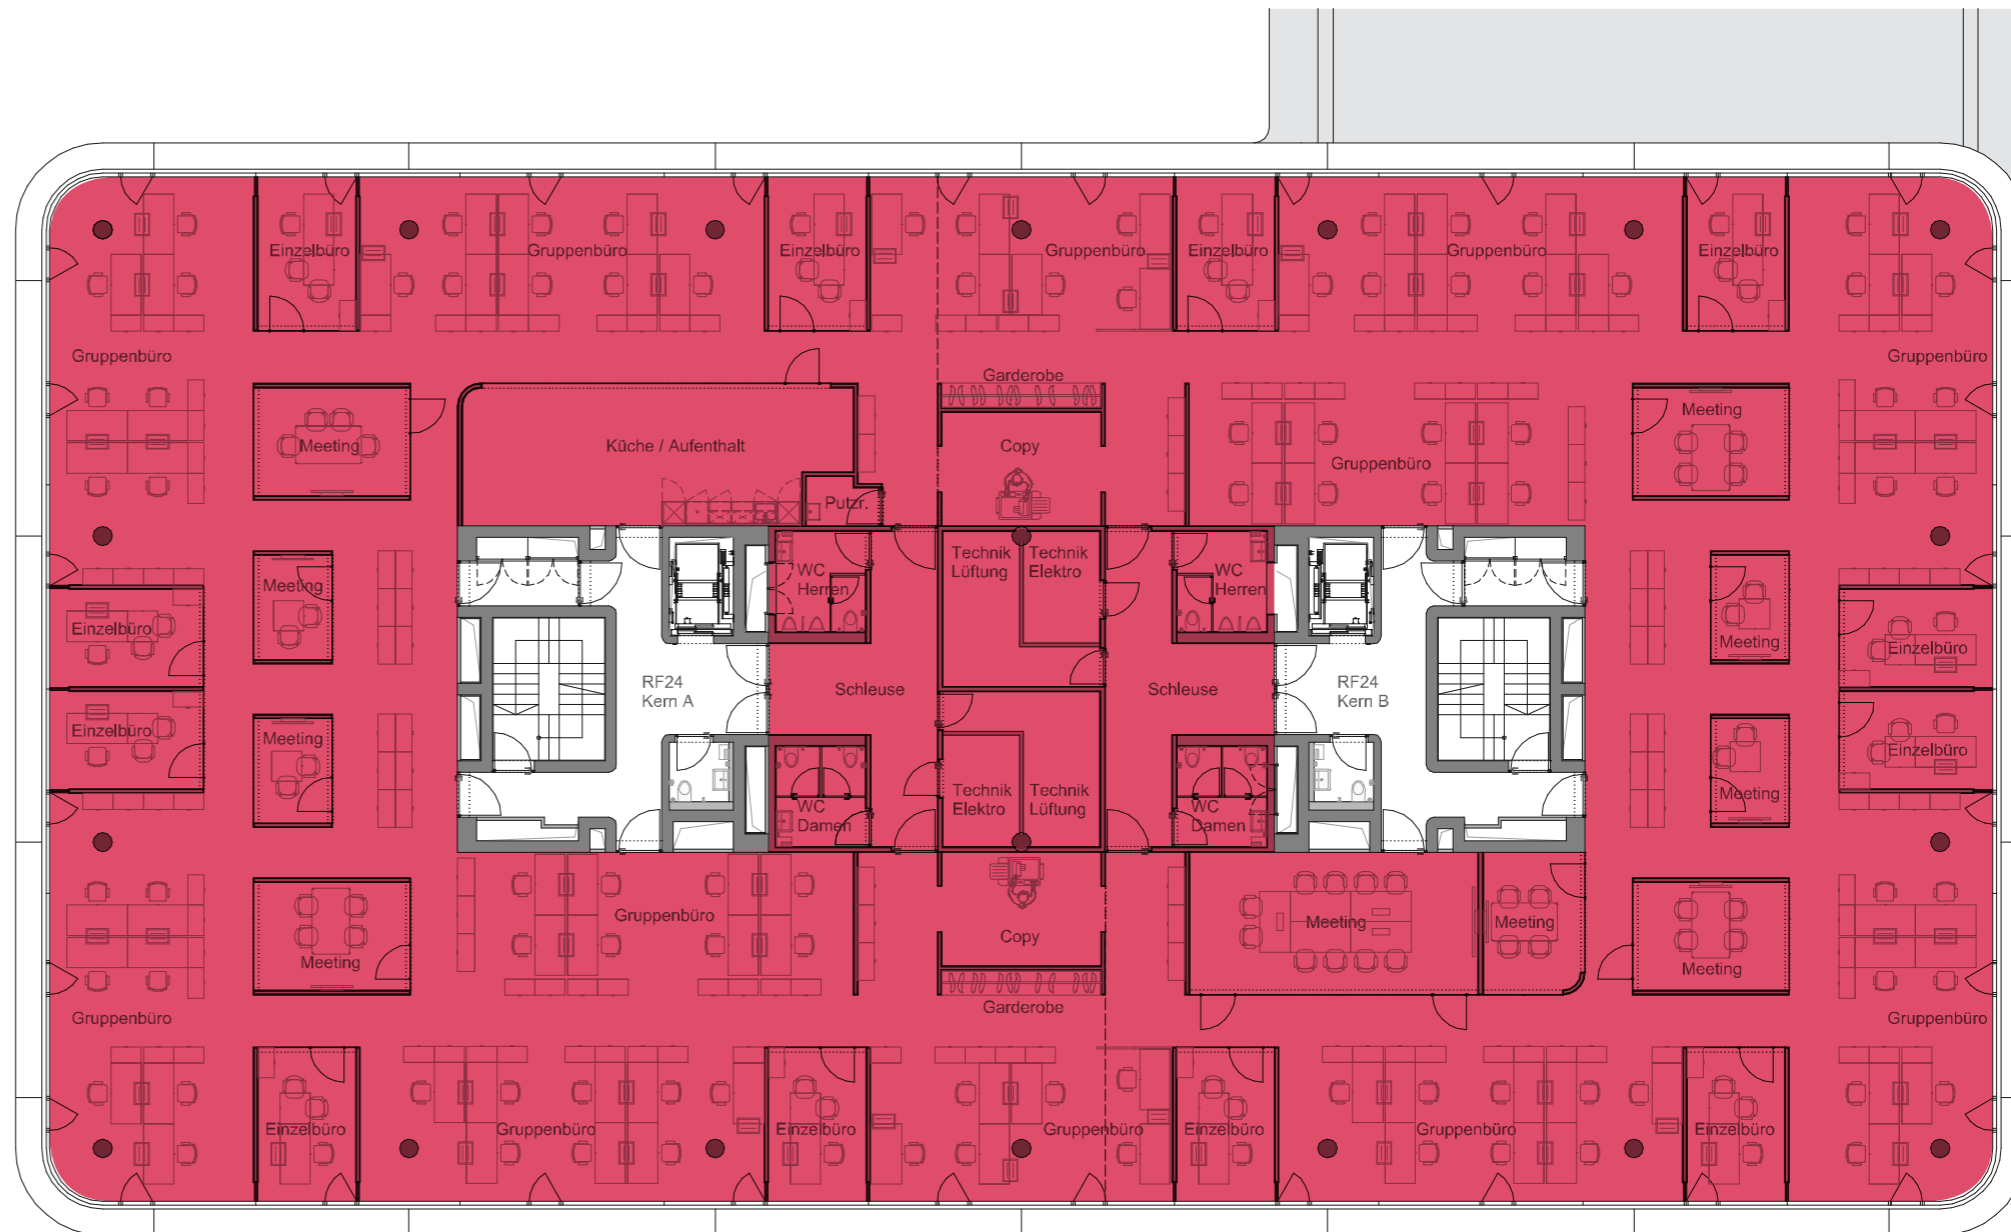 Einzelbüro
Gruppenbüro
Einzelbüro
Gruppenbüro
Einzelbüro
Gruppenbüro
Einzelbüro
Gruppenbüro
Gruppenbüro
Garderobe
Meeting
Küche / Aufenthalt
Copy
Gruppenbüro
Meeting
Putzr.
WC
Herren
Technik
Lüftung
Technik
Elektro
WC
Herren
Meeting
Einzelbüro
Meeting
Einzelbüro
RF24
Kern A
Schleuse
Schleuse
RF24
Kern B
Einzelbüro
Meeting
Einzelbüro
Meeting
WC
Damen
Technik
Elektro
Technik
Lüftung
WC
Damen
Gruppenbüro
Meeting
Copy
Meeting
Meeting
Meeting
Gruppenbüro
Garderobe
Gruppenbüro
Einzelbüro
Gruppenbüro
Einzelbüro
Gruppenbüro
Einzelbüro
Gruppenbüro
Einzelbüro